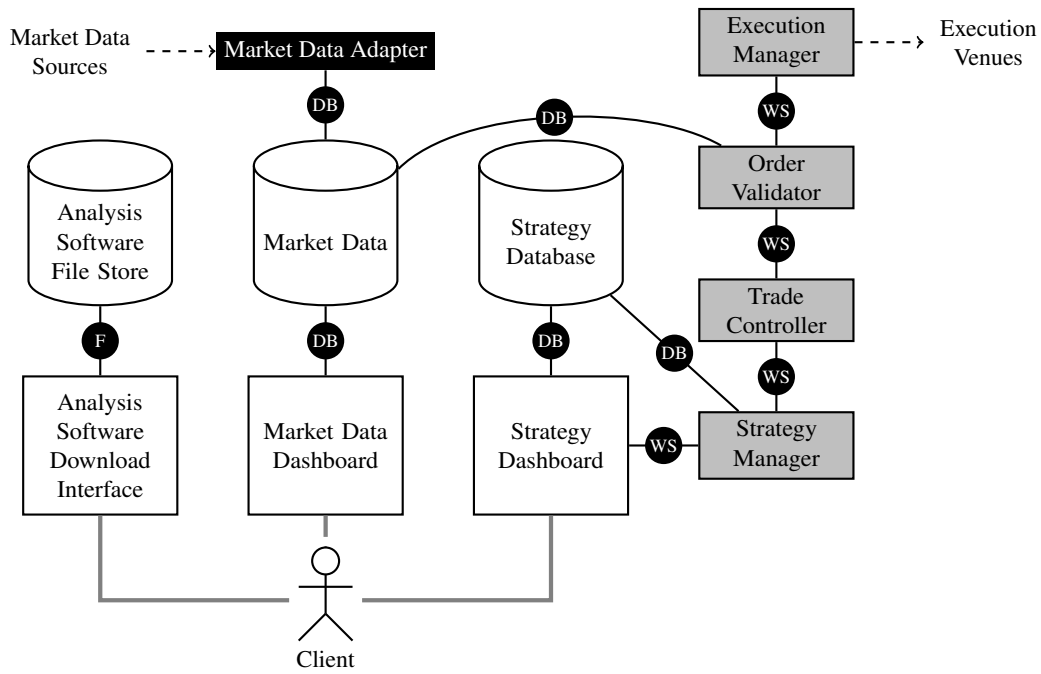 Market Data
Sources
Market Data Adapter
Execution
Manager
Execution
Venues
DB
DB
WS
Analysis
Software
File Store
Market Data
Strategy
Database
Order
Validator
WS
Trade
Controller
F
DB
DB
DB
WS
Analysis
Software
Download
Interface
Market Data
Dashboard
Strategy
Dashboard
WS
Strategy
Manager
Client